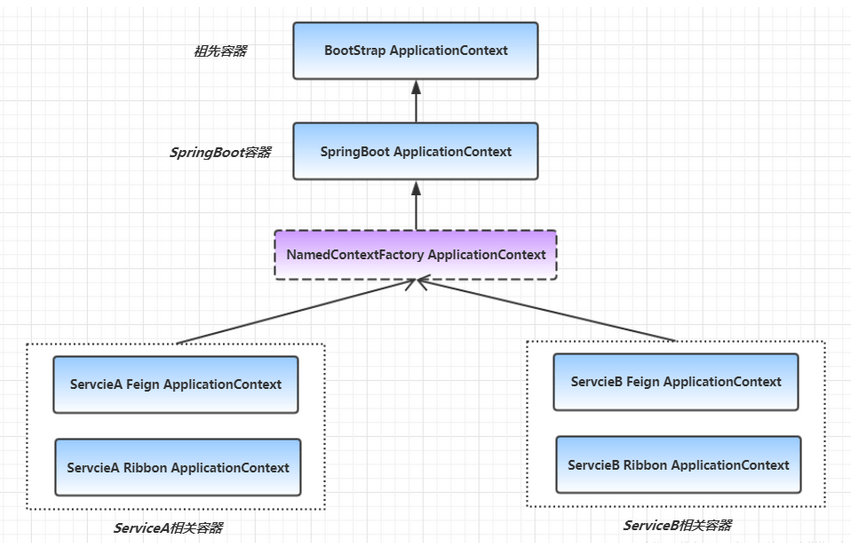 祖先容器
BootStrap ApplicationContext
SpringBoot容器
SpringBoot ApplicationContext
NamedContextFactory ApplicationContext
ServcieA Feign ApplicationContext
ServcieA Ribbon ApplicationContext
ServiceA相关容器
ServcieB Feign ApplicationContext
ServcieB Ribbon ApplicationContext
ServiceB相关容器